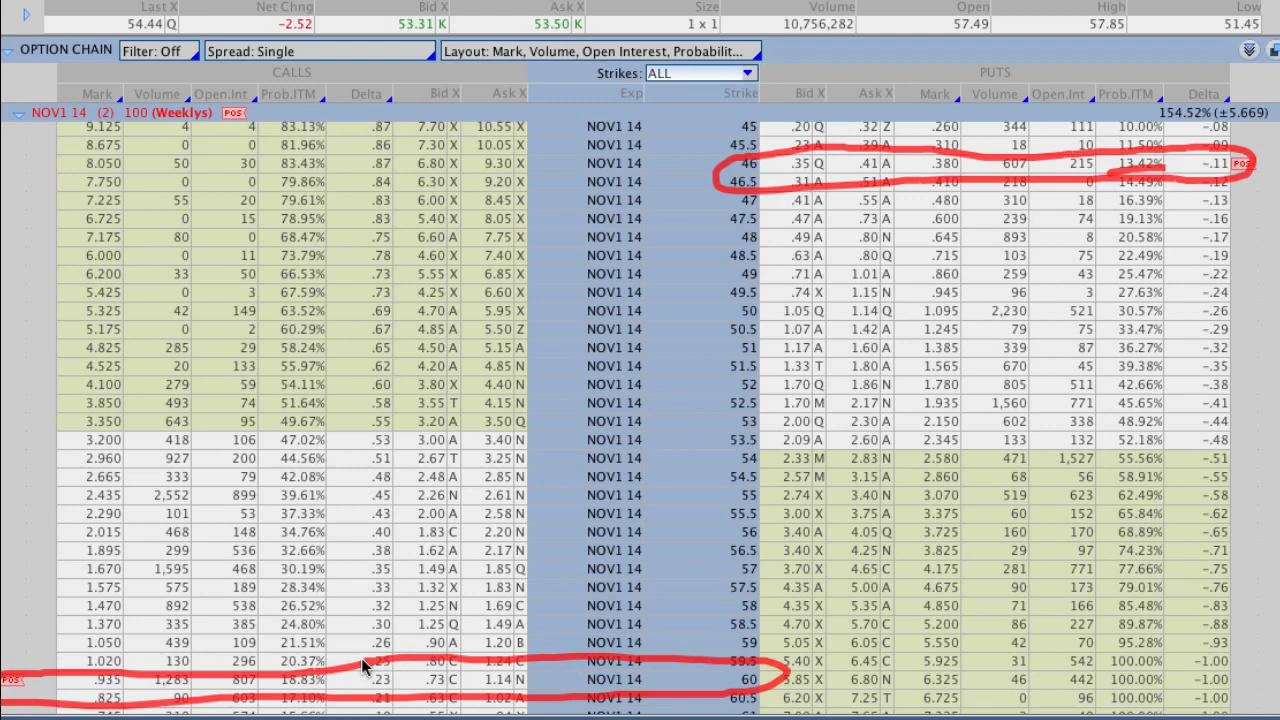 Last X Net Chng Bid X Ask X Size Volume Open High Low
54.44 Q -2.52 53.31 K 53.50 K 1 x 1 10,756,282 57.49 57.85 51.45
OPTION CHAIN Filter: Off Spread: Single Layout: Mark, Volume, Open Interest, Probabilit...
CALLS Strikes: ALL PUTS
Mark Volume Open.Int Prob.ITM Delta Bid X Ask X Exp Strike Bid X Ask X Mark Volume Open.Int Prob.ITM Delta
NOV1 14 (2) 100 (Weeklys) POS 154.52% (±5.669)
9.125 4 4 83.13% .87 7.70 X 10.55 X NOV1 14 45 .20 Q .32 Z .260 344 111 10.00% -.08
8.675 0 0 81.96% .86 7.30 X 10.05 X NOV1 14 45.5 .23 A .39 A .310 18 10 11.50% -.09
8.050 50 30 83.43% .87 6.80 X 9.30 X NOV1 14 46 .35 Q .41 A .380 607 215 13.42% -.11 POS
7.750 0 0 79.86% .84 6.30 X 9.20 X NOV1 14 46.5 .31 A .51 A .410 218 0 14.49% -.12
7.225 55 20 79.61% .83 6.00 X 8.45 X NOV1 14 47 .41 A .55 A .480 310 18 16.39% -.13
6.725 0 15 78.95% .83 5.40 X 8.05 X NOV1 14 47.5 .47 A .73 A .600 239 74 19.13% -.16
7.175 80 0 68.47% .75 6.60 A 7.75 X NOV1 14 48 .49 A .80 N .645 893 8 20.58% -.17
6.000 0 11 73.79% .78 4.60 X 7.40 X NOV1 14 48.5 .63 A .80 Q .715 103 75 22.49% -.19
6.200 33 50 66.53% .73 5.55 X 6.85 X NOV1 14 49 .71 A 1.01 A .860 259 43 25.47% -.22
5.425 0 3 67.59% .73 4.25 X 6.60 X NOV1 14 49.5 .74 X 1.15 N .945 96 3 27.63% -.24
5.325 42 149 63.52% .69 4.70 A 5.95 X NOV1 14 50 1.05 Q 1.14 Q 1.095 2,230 521 30.57% -.26
5.175 0 2 60.29% .67 4.85 A 5.50 Z NOV1 14 50.5 1.07 A 1.42 A 1.245 79 75 33.47% -.29
4.825 285 29 58.24% .65 4.50 A 5.15 A NOV1 14 51 1.17 A 1.60 A 1.385 339 87 36.27% -.32
4.525 20 133 55.97% .62 4.20 A 4.85 N NOV1 14 51.5 1.33 T 1.80 A 1.565 670 45 39.38% -.35
4.100 279 59 54.11% .60 3.80 X 4.40 N NOV1 14 52 1.70 Q 1.86 N 1.780 805 511 42.66% -.38
3.850 493 74 51.64% .58 3.55 T 4.15 N NOV1 14 52.5 1.70 M 2.17 N 1.935 1,560 771 45.65% -.41
3.350 643 95 49.67% .55 3.20 A 3.50 Q NOV1 14 53 2.00 Q 2.30 A 2.150 602 338 48.92% -.44
3.200 418 106 47.02% .53 3.00 A 3.40 N NOV1 14 53.5 2.09 A 2.60 A 2.345 133 132 52.18% -.48
2.960 927 200 44.56% .51 2.67 T 3.25 N NOV1 14 54 2.33 M 2.83 N 2.580 471 1,527 55.56% -.51
2.665 333 79 42.08% .48 2.48 A 2.85 N NOV1 14 54.5 2.57 M 3.15 A 2.860 68 56 58.91% -.55
2.435 2,552 899 39.61% .45 2.26 N 2.61 N NOV1 14 55 2.74 X 3.40 N 3.070 519 623 62.49% -.58
2.290 101 53 37.33% .43 2.00 A 2.58 N NOV1 14 55.5 3.00 X 3.75 A 3.375 60 152 65.84% -.62
2.015 468 148 34.76% .40 1.83 C 2.20 N NOV1 14 56 3.40 A 4.05 Q 3.725 160 170 68.89% -.65
1.895 299 536 32.66% .38 1.62 A 2.17 N NOV1 14 56.5 3.40 X 4.25 N 3.825 29 97 74.23% -.71
1.670 1,595 468 30.19% .35 1.49 A 1.85 Q NOV1 14 57 3.70 X 4.65 C 4.175 281 771 77.66% -.75
1.575 575 189 28.34% .33 1.32 X 1.83 N NOV1 14 57.5 4.35 A 5.00 A 4.675 90 173 79.01% -.76
1.470 892 538 26.52% .32 1.25 N 1.69 C NOV1 14 58 4.35 X 5.35 A 4.850 71 166 85.48% -.83
1.370 335 385 24.80% .30 1.25 Q 1.49 A NOV1 14 58.5 4.70 X 5.70 C 5.200 86 227 89.87% -.88
1.050 439 109 21.51% .26 .90 A 1.20 B NOV1 14 59 5.05 X 6.05 C 5.550 42 70 95.28% -.93
1.020 130 296 20.37% .25 .80 C 1.24 C NOV1 14 59.5 5.40 X 6.45 C 5.925 31 542 100.00% -1.00
POS .935 1,283 807 18.83% .23 .73 C 1.14 N NOV1 14 60 X 6.80 N 6.325 46 442 100.00% -1.00
.825 90 603 17.10% .21 .63 C 1.02 A NOV1 14 60.5 6.20 X 7.25 T 6.725 0 96 100.00% -1.00